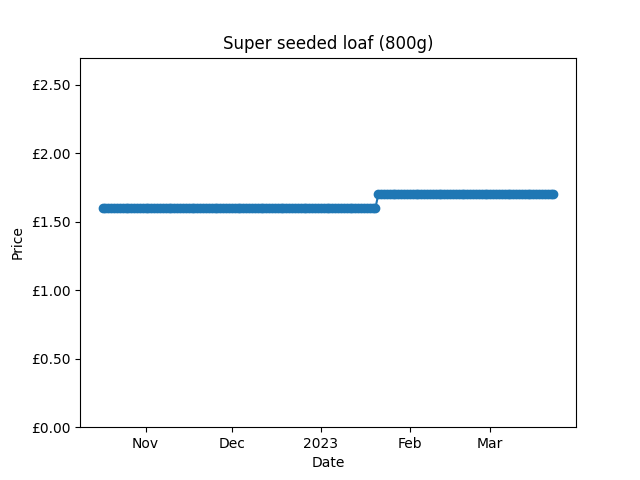 Super seeded loaf (800g)
£2.50
£2.00
£1.50
£1.00
£0.50
£0.00
Price
Nov Dec 2023 Feb Mar
Date